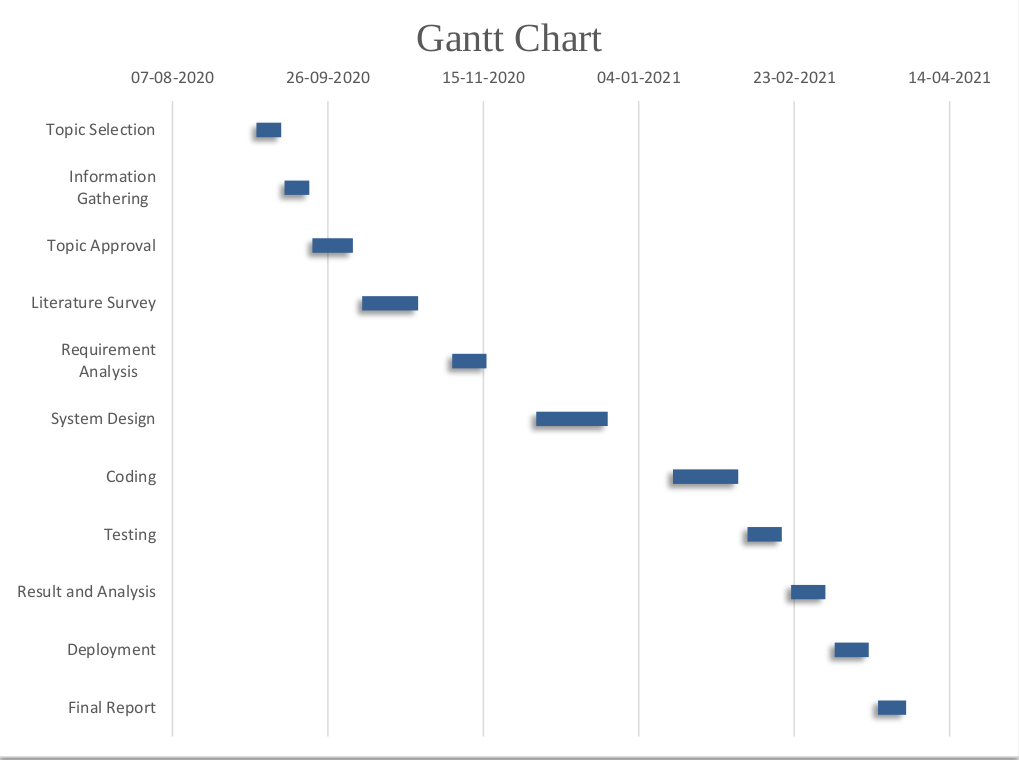 Gantt Chart
07-08-2020 26-09-2020 15-11-2020 04-01-2021 23-02-2021 14-04-2021
Topic Selection
Information
Gathering
Topic Approval
Literature Survey
Requirement
Analysis
System Design
Coding
Testing
Result and Analysis
Deployment
Final Report